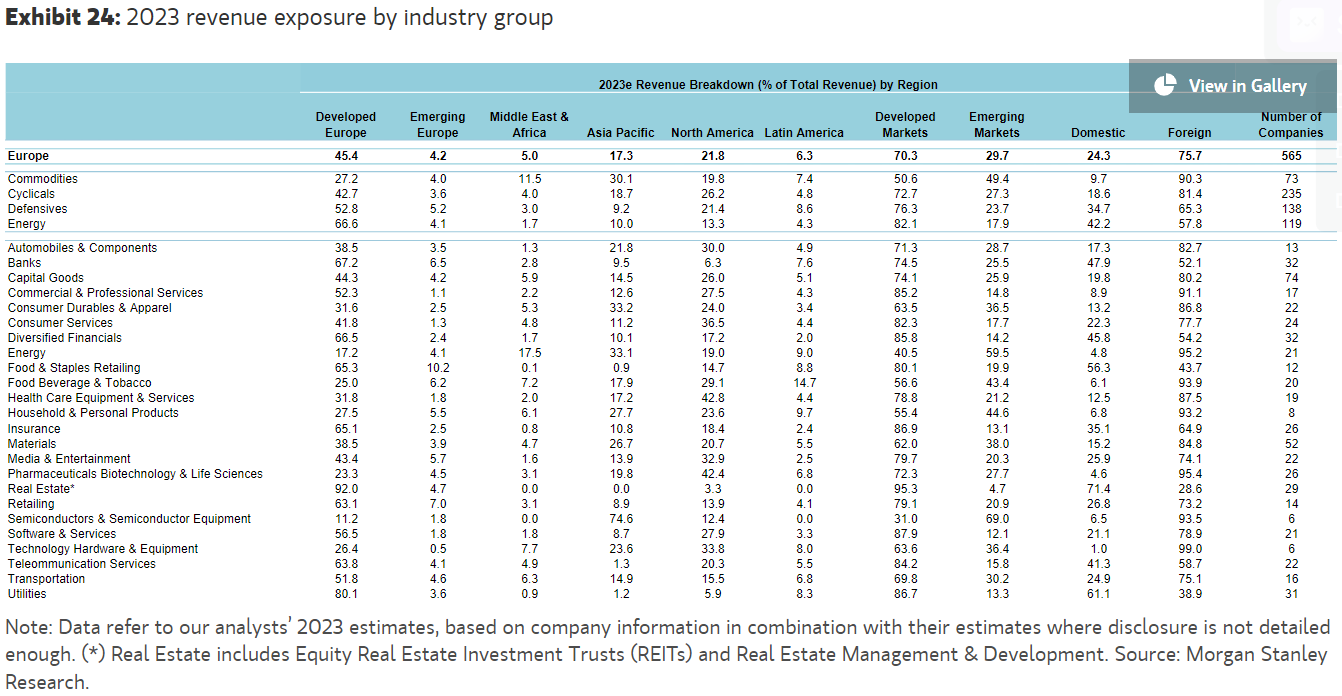 Exhibit 24: 2023 revenue exposure by industry group
2023e Revenue Breakdown (% of Total Revenue) by Region
View in Gallery
Developed Europe Emerging Europe Middle East & Africa Asia Pacific North America Latin America Developed Markets Emerging Markets Domestic Foreign Number of Companies
Europe 45.4 4.2 5.0 17.3 21.8 6.3 70.3 29.7 24.3 75.7 565
Commodities 27.2 4.0 11.5 30.1 19.8 7.4 50.6 49.4 9.7 90.3 73
Cyclicals 42.7 3.6 4.0 18.7 26.2 4.8 72.7 27.3 18.6 81.4 235
Defensives 52.8 5.2 3.0 9.2 21.4 8.6 76.3 23.7 34.7 65.3 138
Energy 66.6 4.1 1.7 10.0 13.3 4.3 82.1 17.9 42.2 57.8 119
Automobiles & Components 38.5 3.5 1.3 21.8 30.0 4.9 71.3 28.7 17.3 82.7 13
Banks 67.2 6.5 2.8 9.5 6.3 7.6 74.5 25.5 47.9 52.1 32
Capital Goods 44.3 4.2 5.9 14.5 26.0 5.1 74.1 25.9 19.8 80.2 74
Commercial & Professional Services 52.3 1.1 2.2 12.6 27.5 4.3 85.2 14.8 8.9 91.1 17
Consumer Durables & Apparel 31.6 2.5 5.3 33.2 24.0 3.4 63.5 36.5 13.2 86.8 22
Consumer Services 41.8 1.3 4.8 11.2 36.5 4.4 82.3 17.7 22.3 77.7 24
Diversified Financials 66.5 2.4 1.7 10.1 17.2 2.0 85.8 14.2 45.8 54.2 32
Energy 17.2 4.1 17.5 33.1 19.0 9.0 40.5 59.5 4.8 95.2 21
Food & Staples Retailing 65.3 10.2 0.1 0.9 14.7 8.8 80.1 19.9 56.3 43.7 12
Food Beverage & Tobacco 25.0 6.2 7.2 17.9 29.1 14.7 56.6 43.4 6.1 93.9 20
Health Care Equipment & Services 31.8 1.8 2.0 17.2 42.8 4.4 78.8 21.2 12.5 87.5 19
Household & Personal Products 27.5 5.5 6.1 27.7 23.6 9.7 55.4 44.6 6.8 93.2 8
Insurance 65.1 2.5 0.8 10.8 18.4 2.4 86.9 13.1 35.1 64.9 26
Materials 38.5 3.9 4.7 26.7 20.7 5.5 62.0 38.0 15.2 84.8 52
Media & Entertainment 43.4 5.7 1.6 13.9 32.9 2.5 79.7 20.3 25.9 74.1 22
Pharmaceuticals Biotechnology & Life Sciences 23.3 4.5 3.1 19.8 42.4 6.8 72.3 27.7 4.6 95.4 26
Real Estate* 92.0 4.7 0.0 0.0 3.3 0.0 95.3 4.7 71.4 28.6 29
Retailing 63.1 7.0 3.1 8.9 13.9 4.1 79.1 20.9 26.8 73.2 14
Semiconductors & Semiconductor Equipment 11.2 1.8 0.0 74.6 12.4 0.0 31.0 69.0 6.5 93.5 6
Software & Services 56.5 1.8 1.8 8.7 27.9 3.3 87.9 12.1 21.1 78.9 21
Technology Hardware & Equipment 26.4 0.5 7.7 23.6 33.8 8.0 63.6 36.4 1.0 99.0 6
Teleommunication Services 63.8 4.1 4.9 1.3 20.3 5.5 84.2 15.8 41.3 58.7 22
Transportation 51.8 4.6 6.3 14.9 15.5 6.8 69.8 30.2 24.9 75.1 16
Utilities 80.1 3.6 0.9 1.2 5.9 8.3 86.7 13.3 61.1 38.9 31
Note: Data refer to our analysts' 2023 estimates, based on company information in combination with their estimates where disclosure is not detailed
enough. (*) Real Estate includes Equity Real Estate Investment Trusts (REITs) and Real Estate Management & Development. Source: Morgan Stanley
Research.